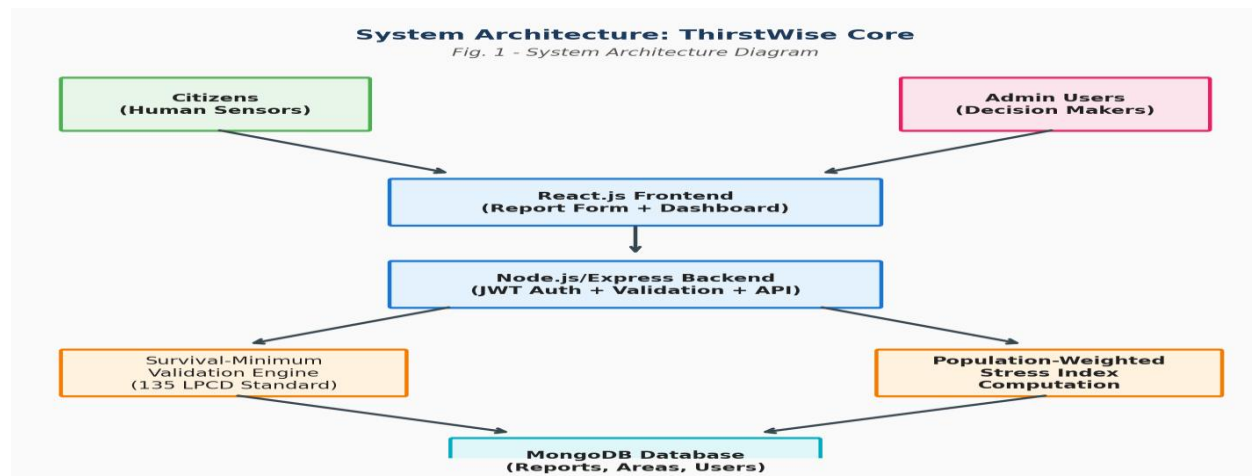 System Architecture: ThirstWise Core
Fig. 1 - System Architecture Diagram
Citizens
(Human Sensors)
Admin Users
(Decision Makers)
React.js Frontend
(Report Form + Dashboard)
Node.js/Express Backend
(JWT Auth + Validation + API)
Survival-Minimum
Validation Engine
(135 LPCD Standard)
Population-Weighted
Stress Index
Computation
MongoDB Database
(Reports, Areas, Users)